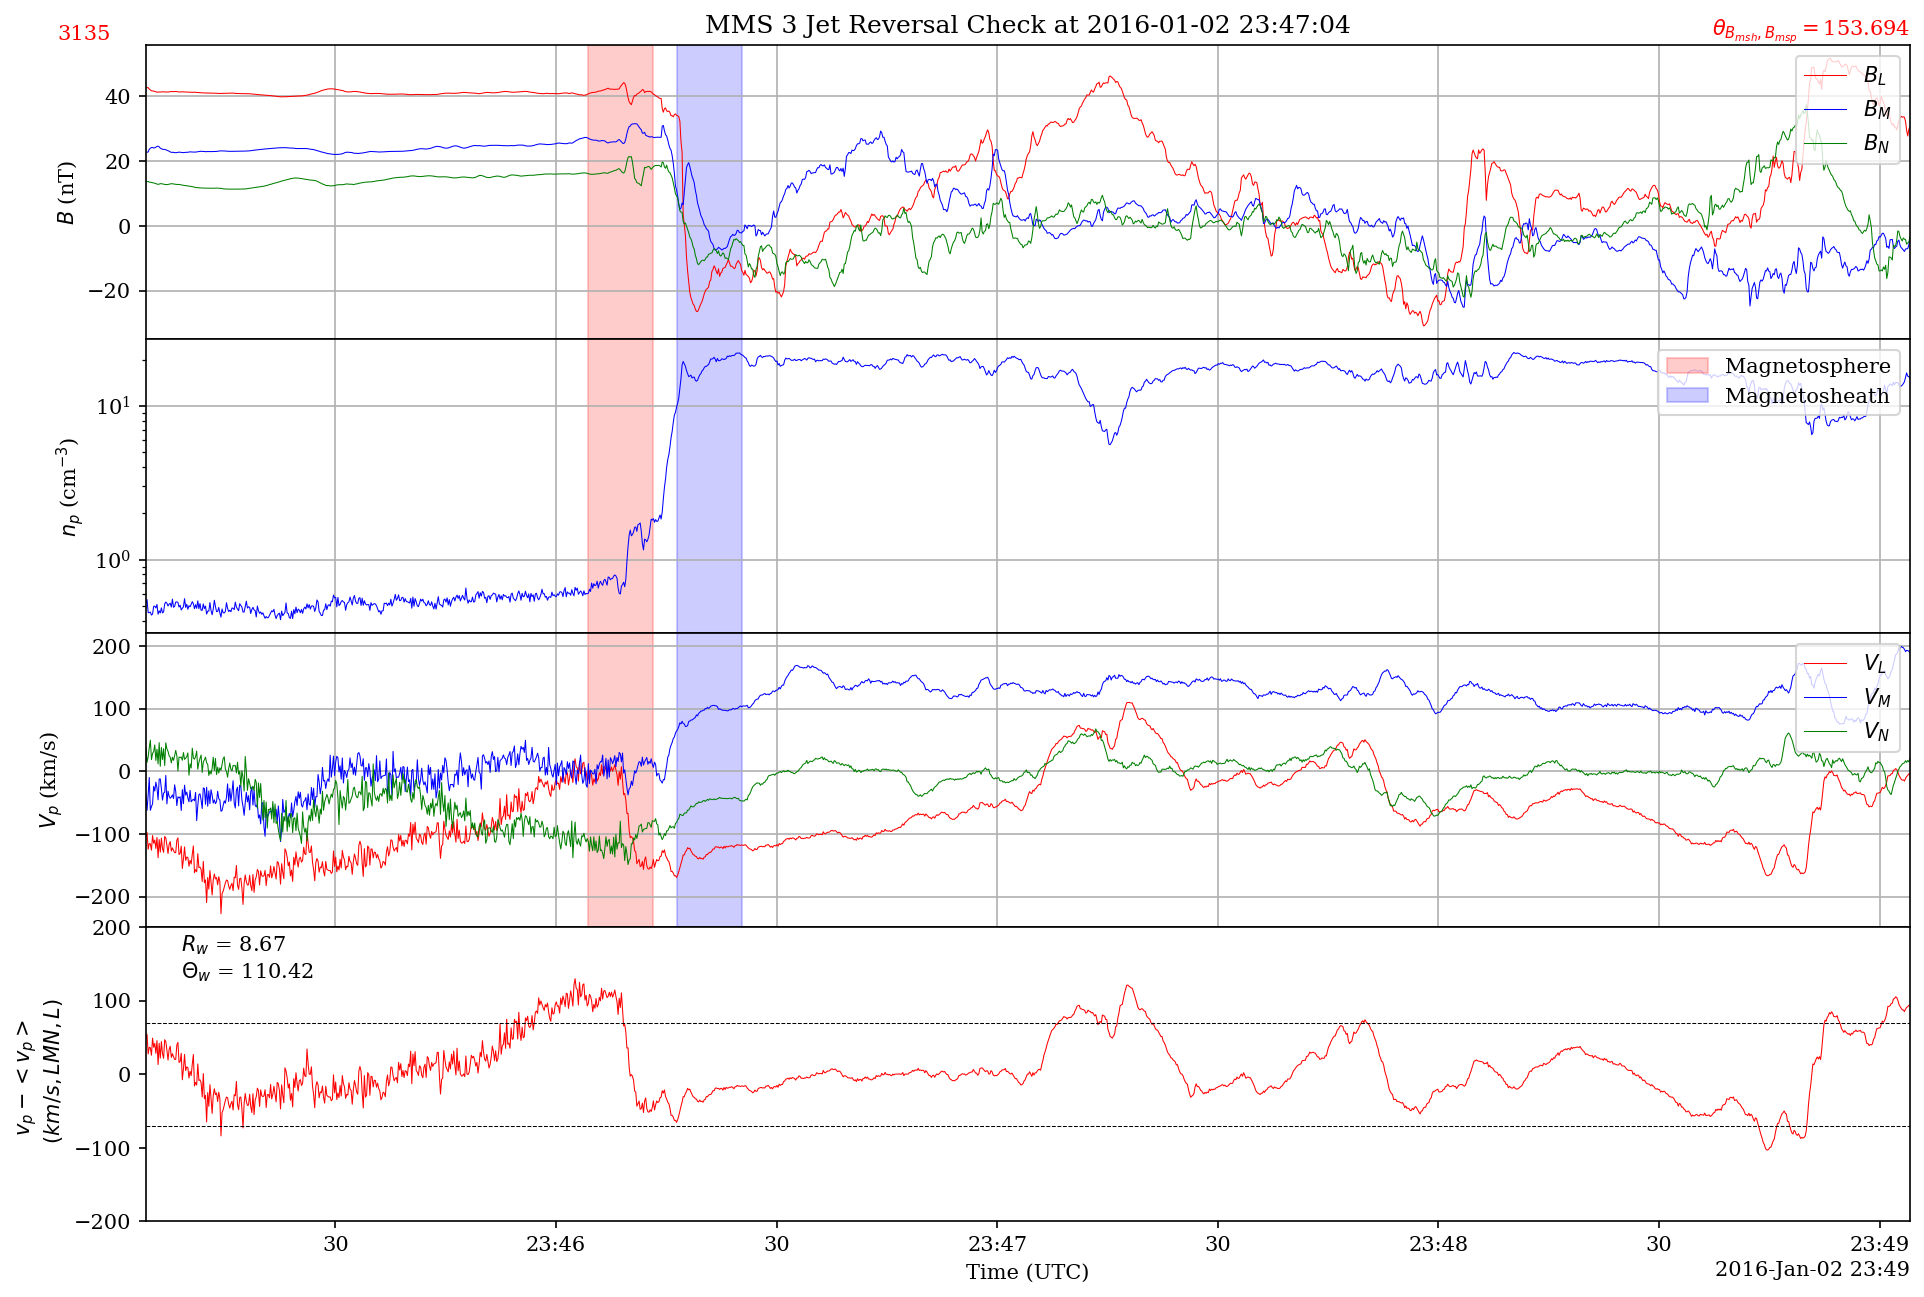 3135
MMS 3 Jet Reversal Check at 2016-01-02 23:47:04
θ_{B_{msh}, B_{msp}} = 153.694
B (nT)
40
20
0
−20
B_L
B_M
B_N
n_p (cm^{−3})
10^1
10^0
Magnetosphere
Magnetosheath
V_p (km/s)
200
100
0
−100
−200
V_L
V_M
V_N
v_p − <v_p>
(km/s, LMN, L)
200
100
0
−100
−200
R_w = 8.67
Θ_w = 110.42
30
23:46
30
23:47
30
23:48
30
23:49
Time (UTC)
2016-Jan-02 23:49